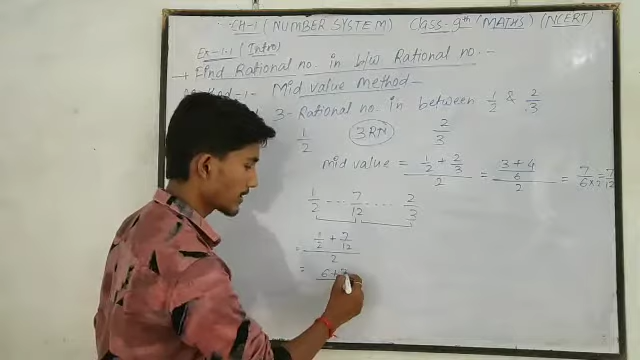 CH-1 (NUMBER SYSTEM) Class-9th (MATHS) (NCERT)
Ex-1.1 (Intro)
→ Find Rational no. in b/w Rational no. -
Method-1- Mid value Method-
3-Rational no. in between 1/2 & 2/3
1/2 3 RN 2/3
Mid value = (1/2 + 2/3)/2 = ((3+4)/6)/2 = 7/(6×2) = 7/12
1/2 --- 7/12 .... 2/3
= (1/2 + 7/12)/2
= 6+7